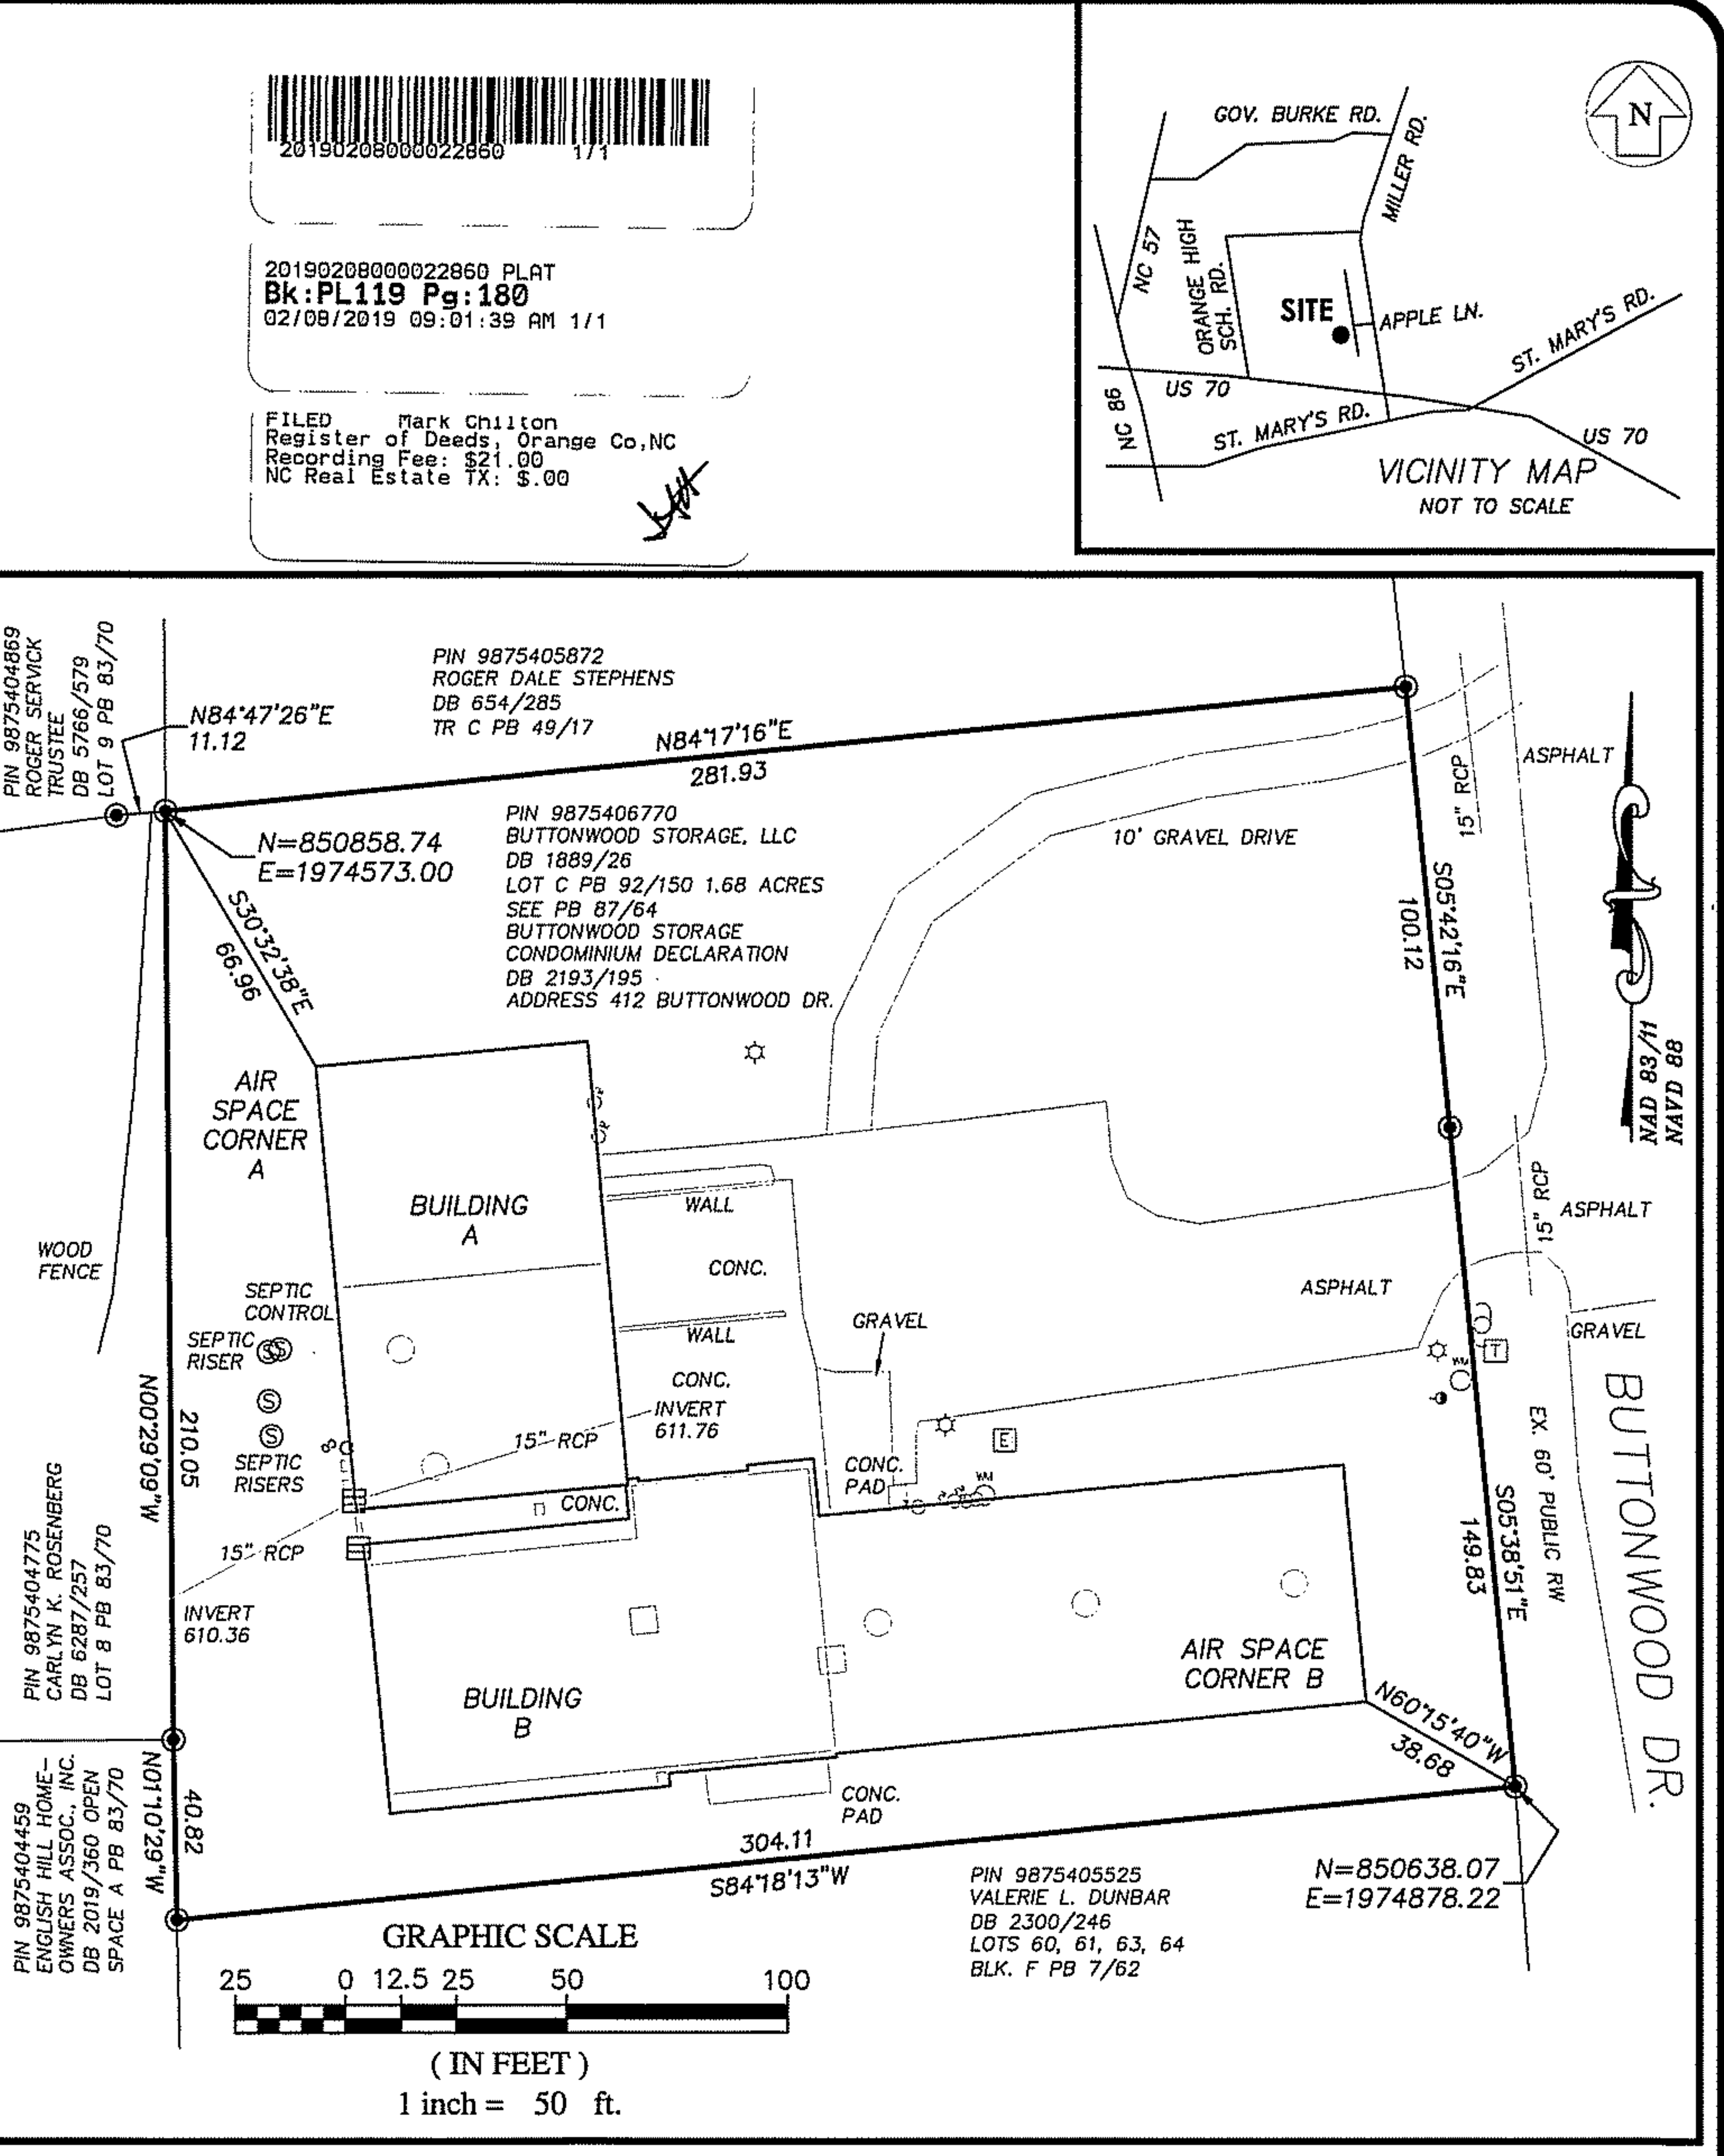 20190208000022860 1/1
20190208000022860 PLAT
Bk:PL119 Pg:180
02/08/2019 09:01:39 AM 1/1
FILED Mark Chilton
Register of Deeds, Orange Co,NC
Recording Fee: $21.00
NC Real Estate TX: $.00
GOV. BURKE RD.
MILLER RD.
N
NC 57
ORANGE HIGH
SCH. RD.
SITE
APPLE LN.
ST. MARY'S RD.
US 70
NC 86
ST. MARY'S RD.
US 70
VICINITY MAP
NOT TO SCALE
PIN 9875404869
ROGER SERVICK
TRUSTEE
DB 5766/579
LOT 9 PB 83/70
N84°47'26"E
11.12
PIN 9875405872
ROGER DALE STEPHENS
DB 654/285
TR C PB 49/17
N84°17'16"E
281.93
N=850858.74
E=1974573.00
PIN 9875406770
BUTTONWOOD STORAGE, LLC
DB 1889/26
LOT C PB 92/150 1.68 ACRES
SEE PB 87/64
BUTTONWOOD STORAGE
CONDOMINIUM DECLARATION
DB 2193/195
ADDRESS 412 BUTTONWOOD DR.
10' GRAVEL DRIVE
15" RCP
ASPHALT
S05°42'16"E
100.12
NAD 83/11
NAVD 88
S30°32'38"E
66.96
AIR
SPACE
CORNER
A
BUILDING
A
WALL
CONC.
WALL
CONC.
GRAVEL
ASPHALT
15" RCP
ASPHALT
GRAVEL
T
WOOD
FENCE
SEPTIC
CONTROL
SEPTIC
RISER
S
S
S
S
SEPTIC
RISERS
N00°29'09"W
210.05
INVERT
611.76
15" RCP
CONC.
CONC.
PAD
E
WM
WM
EX. 60' PUBLIC RW
S05°38'51"E
149.83
BUTTONWOOD DR.
15" RCP
INVERT
610.36
PIN 9875404775
CARLYN K. ROSENBERG
DB 6287/257
LOT 8 PB 83/70
BUILDING
B
AIR SPACE
CORNER B
N60°15'40"W
38.68
CONC.
PAD
PIN 9875404459
ENGLISH HILL HOME-
OWNERS ASSOC., INC.
DB 2019/360 OPEN
SPACE A PB 83/70
N01°10'29"W
40.82
304.11
S84°18'13"W
PIN 9875405525
VALERIE L. DUNBAR
DB 2300/246
LOTS 60, 61, 63, 64
BLK. F PB 7/62
N=850638.07
E=1974878.22
GRAPHIC SCALE
25 0 12.5 25 50 100
( IN FEET )
1 inch = 50 ft.